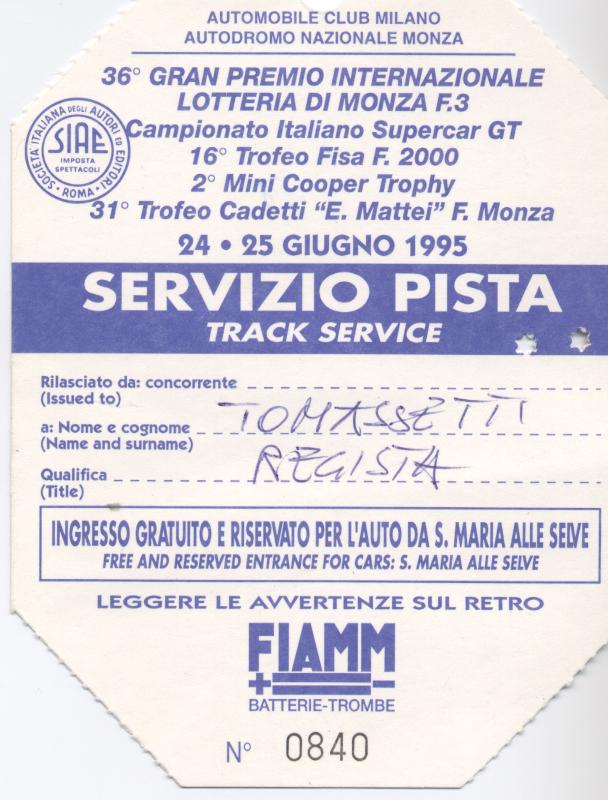 AUTOMOBILE CLUB MILANO
AUTODROMO NAZIONALE MONZA
36° GRAN PREMIO INTERNAZIONALE
LOTTERIA DI MONZA F.3
Campionato Italiano Supercar GT
16° Trofeo Fisa F. 2000
2° Mini Cooper Trophy
31° Trofeo Cadetti “E. Mattei” F. Monza
24 • 25 GIUGNO 1995
SOCIETÀ ITALIANA DEGLI AUTORI ED EDITORI
SIAE
IMPOSTA
SPETTACOLI
• ROMA •
SERVIZIO PISTA
TRACK SERVICE
Rilasciato da: concorrente
(Issued to)
a: Nome e cognome TOMASSETTI
(Name and surname)
Qualifica REGISTA
(Title)
INGRESSO GRATUITO E RISERVATO PER L'AUTO DA S. MARIA ALLE SELVE
FREE AND RESERVED ENTRANCE FOR CARS: S. MARIA ALLE SELVE
LEGGERE LE AVVERTENZE SUL RETRO
FIAMM
+ −
BATTERIE-TROMBE
N° 0840